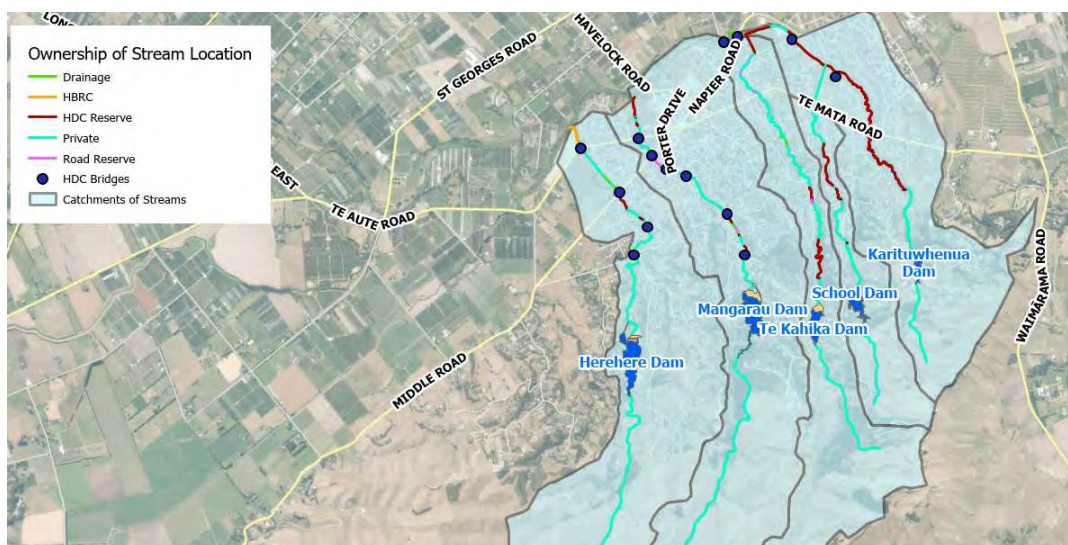 LON
Ownership of Stream Location
Drainage
HBRC
HDC Reserve
Private
Road Reserve
HDC Bridges
Catchments of Streams
ST GEORGES ROAD
HAVELOCK ROAD
PORTER DRIVE
NAPIER ROAD
TE MATA ROAD
EAST
TE AUTE ROAD
MIDDLE ROAD
WAIMĀRAMA ROAD
Karituwhenua
Dam
School Dam
Mangarau Dam
Te Kahika Dam
Herehere Dam